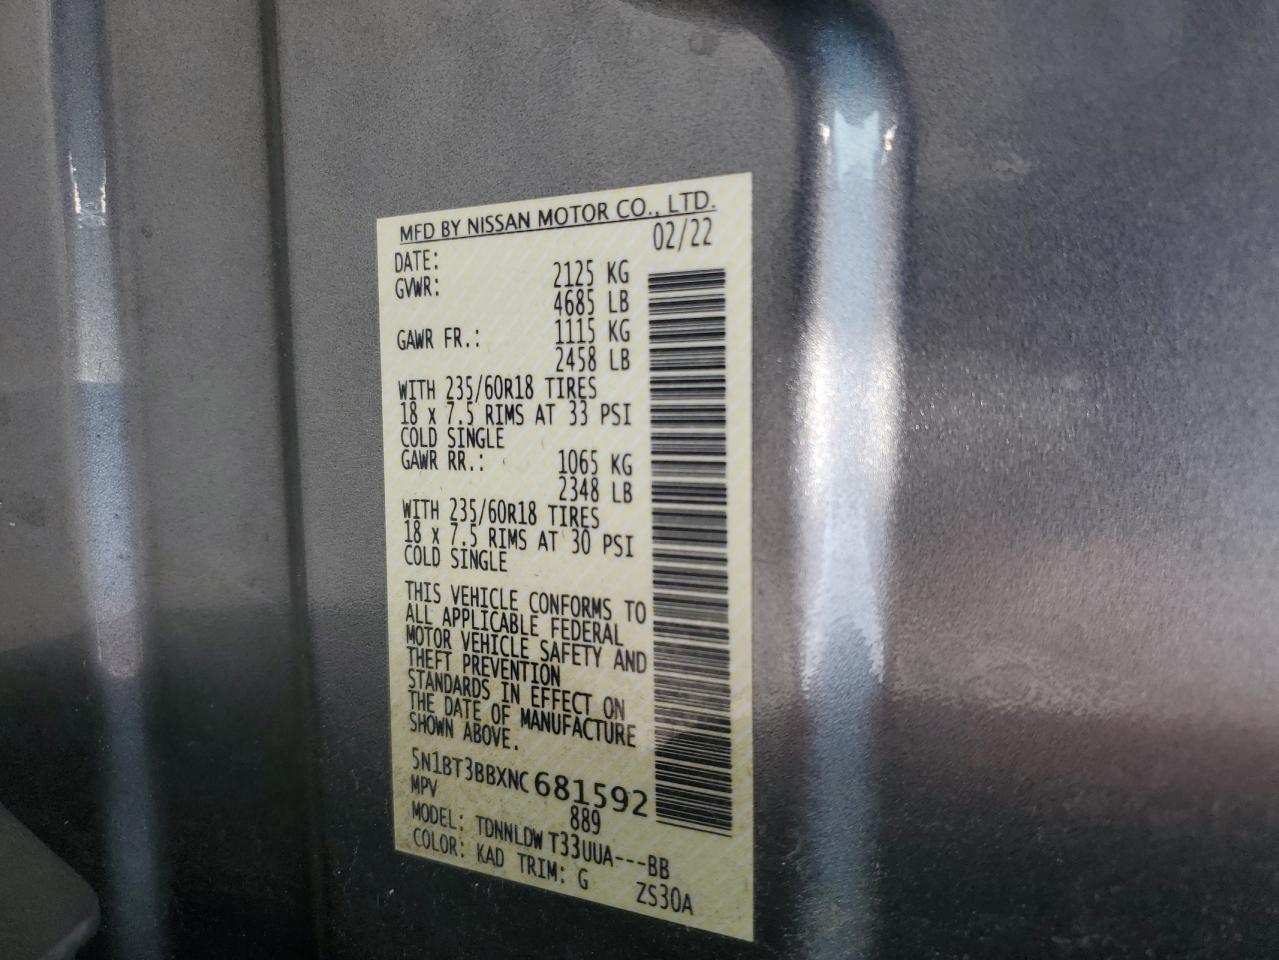 MFD BY NISSAN MOTOR CO., LTD.
DATE: 02/22
GVWR: 2125 KG
4685 LB
GAWR FR.: 1115 KG
2458 LB
WITH 235/60R18 TIRES
18 x 7.5 RIMS AT 33 PSI
COLD SINGLE
GAWR RR.: 1065 KG
2348 LB
WITH 235/60R18 TIRES
18 x 7.5 RIMS AT 30 PSI
COLD SINGLE
THIS VEHICLE CONFORMS TO
ALL APPLICABLE FEDERAL
MOTOR VEHICLE SAFETY AND
THEFT PREVENTION
STANDARDS IN EFFECT ON
THE DATE OF MANUFACTURE
SHOWN ABOVE.
5N1BT3BBXNC681592
MPV 889
MODEL: TDNNLDW T33UUA---BB
COLOR: KAD TRIM: G ZS30A